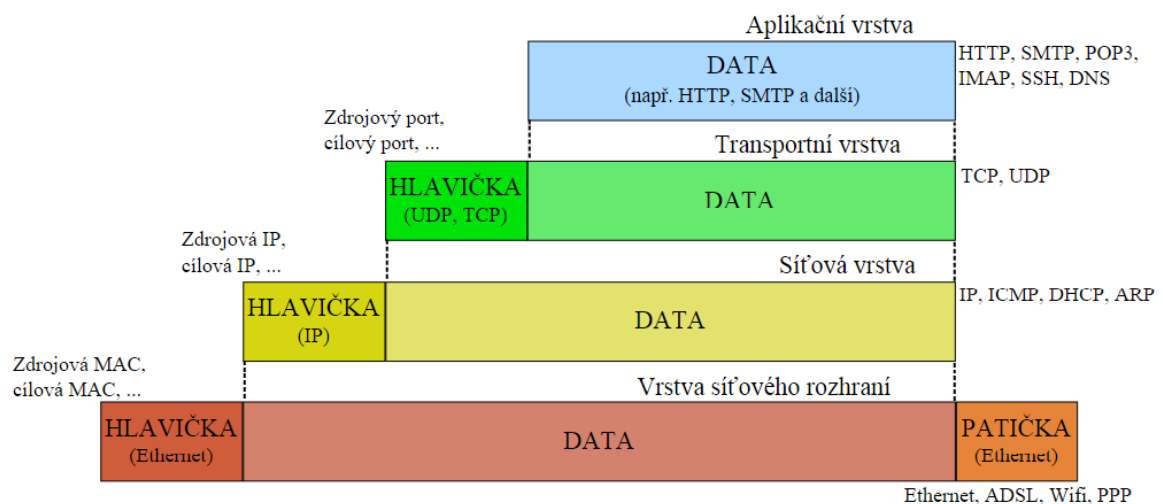 Aplikační vrstva
DATA
(např. HTTP, SMTP a další)
HTTP, SMTP, POP3,
IMAP, SSH, DNS
Zdrojový port,
cílový port, ...
Transportní vrstva
HLAVIČKA
(UDP, TCP)
DATA
TCP, UDP
Zdrojová IP,
cílová IP, ...
Síťová vrstva
HLAVIČKA
(IP)
DATA
IP, ICMP, DHCP, ARP
Zdrojová MAC,
cílová MAC, ...
Vrstva síťového rozhraní
HLAVIČKA
(Ethernet)
DATA
PATIČKA
(Ethernet)
Ethernet, ADSL, Wifi, PPP